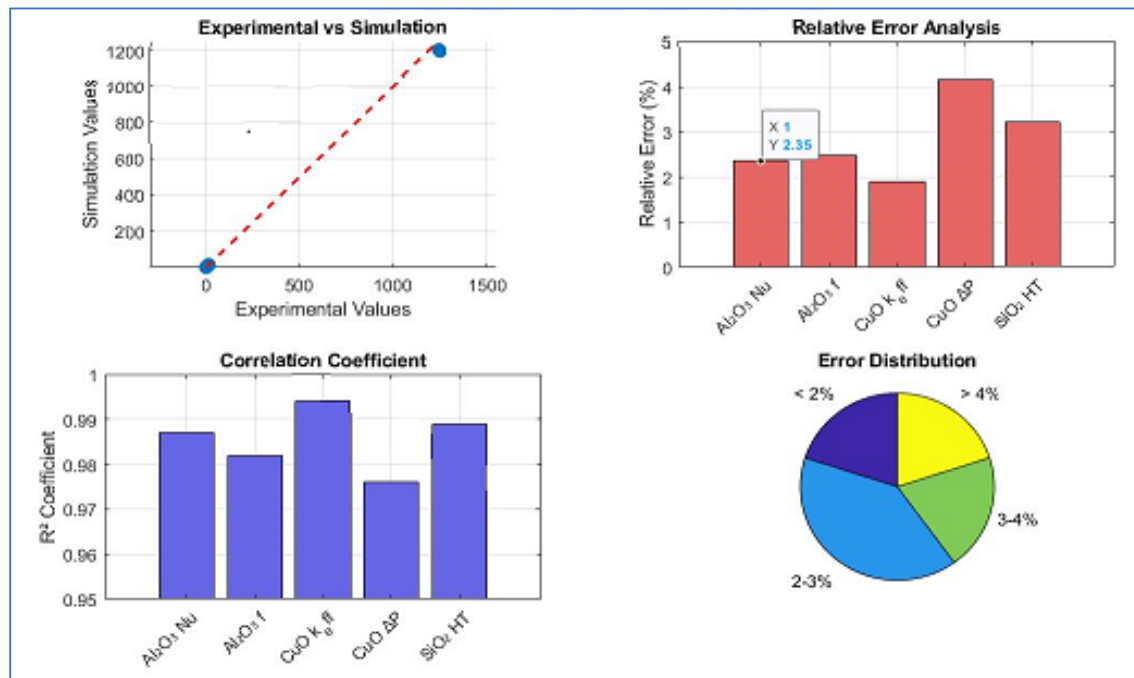 Experimental vs Simulation
1200
1000
800
600
400
200
0
500
1000
1500
Simulation Values
Experimental Values
Relative Error Analysis
5
4
3
2
1
0
Relative Error (%)
X 1
Y 2.35
Al₂O₃ Nu
Al₂O₃ f
CuO kₑff
CuO ΔP
SiO₂ HT
Correlation Coefficient
1
0.99
0.98
0.97
0.96
0.95
R² Coefficient
Al₂O₃ Nu
Al₂O₃ f
CuO kₑff
CuO ΔP
SiO₂ HT
Error Distribution
< 2%
> 4%
3-4%
2-3%